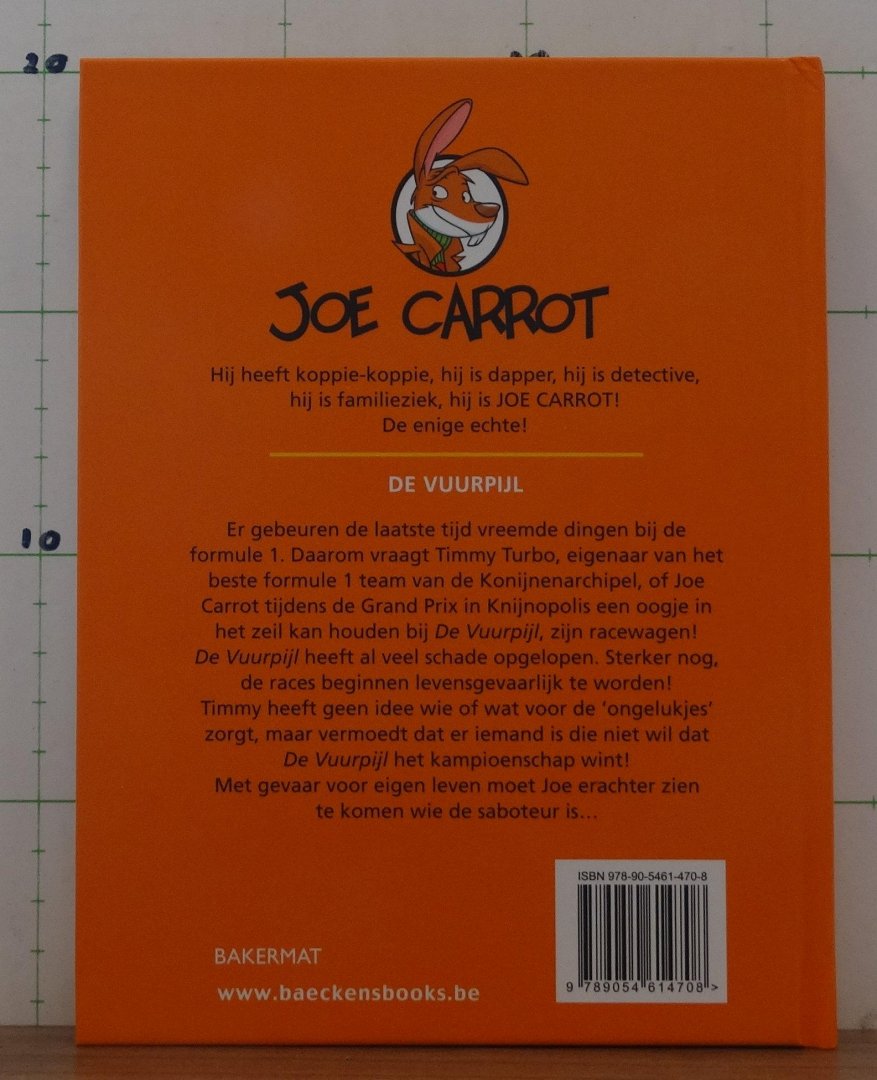 20
JOE CARROT
Hij heeft koppie-koppie, hij is dapper, hij is detective,
hij is familieziek, hij is JOE CARROT!
De enige echte!
DE VUURPIJL
Er gebeuren de laatste tijd vreemde dingen bij de
formule 1. Daarom vraagt Timmy Turbo, eigenaar van het
beste formule 1 team van de Konijnenarchipel, of Joe
Carrot tijdens de Grand Prix in Knijnopolis een oogje in
het zeil kan houden bij De Vuurpijl, zijn racewagen!
De Vuurpijl heeft al veel schade opgelopen. Sterker nog,
de races beginnen levensgevaarlijk te worden!
10
Timmy heeft geen idee wie of wat voor de ‘ongelukjes’
zorgt, maar vermoedt dat er iemand is die niet wil dat
De Vuurpijl het kampioenschap wint!
Met gevaar voor eigen leven moet Joe erachter zien
te komen wie de saboteur is...
ISBN 978-90-5461-470-8
9 789054 614708 >
BAKERMAT
www.baeckensbooks.be